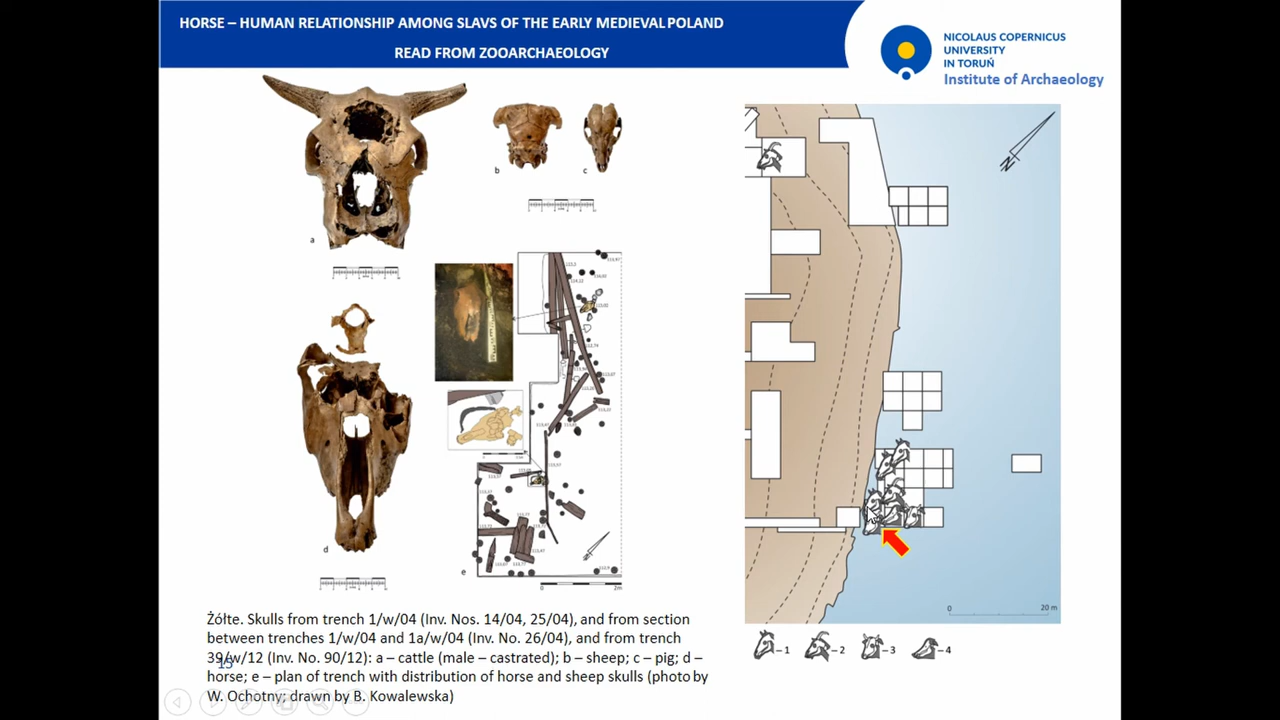 HORSE – HUMAN RELATIONSHIP AMONG SLAVS OF THE EARLY MEDIEVAL POLAND
READ FROM ZOOARCHAEOLOGY
NICOLAUS COPERNICUS
UNIVERSITY
IN TORUŃ
Institute of Archaeology
a
b
c
d
e
N
0
2m
0
20 m
-1
-2
-3
-4
Żółte. Skulls from trench 1/w/04 (Inv. Nos. 14/04, 25/04), and from section
between trenches 1/w/04 and 1a/w/04 (Inv. No. 26/04), and from trench
39/w/12 (Inv. No. 90/12): a – cattle (male – castrated); b – sheep; c – pig; d –
horse; e – plan of trench with distribution of horse and sheep skulls (photo by
W. Ochotny; drawn by B. Kowalewska)
15